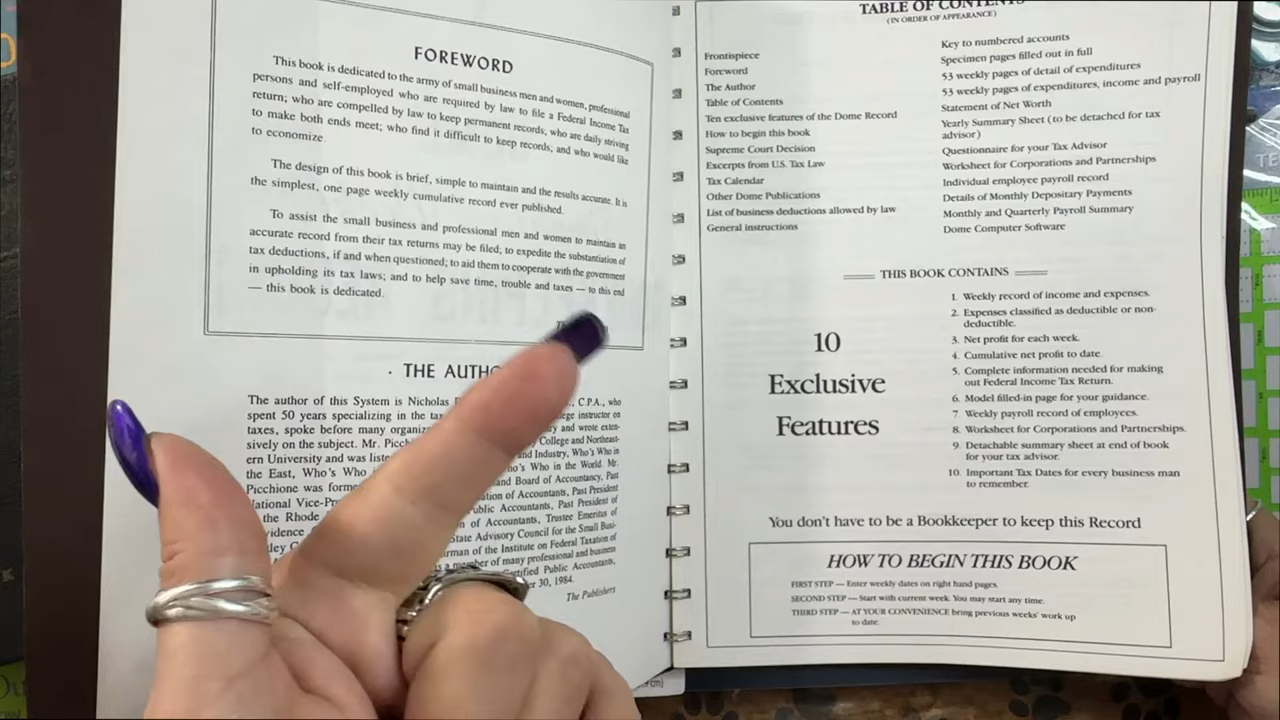 FOREWORD
This book is dedicated to the army of small business men and women, professional
persons and self-employed who are required by law to file a Federal Income Tax
return; who are compelled by law to keep permanent records; who are daily striving
to make both ends meet; who find it difficult to keep records; and who would like
to economize.
The design of this book is brief, simple to maintain and the results accurate. It is
the simplest, one page weekly cumulative record ever published.
To assist the small business and professional men and women to maintain an
accurate record from their tax returns may be filed; to expedite the substantiation of
tax deductions, if and when questioned; to aid them to cooperate with the government
in upholding its tax laws; and to help save time, trouble and taxes — to this end
— this book is dedicated.
THE AUTHO
The author of this System is Nicholas C.P.A., who
spent 50 years specializing in the tax ege instructor on
taxes, spoke before many organiz ry and wrote exten-
sively on the subject. Mr. Picch College and Northeast-
ern University and was liste and Industry, Who's Who in
the East, Who's Who o's Who in the World. Mr.
Picchione was forme and Board of Accountancy, Past
National Vice-Pr ation of Accountants, Past President
the Rhode ublic Accountants, Past President of
vidence n of Accountants, Trustee Emeritus of
ley State Advisory Council for the Small Busi-
rman of the Institute on Federal Taxation of
s a member of many professional and business
ertified Public Accountants,
er 30, 1984.
The Publishers
TABLE OF CONTENTS
(IN ORDER OF APPEARANCE)
Frontispiece
Foreword
The Author
Table of Contents
Ten exclusive features of the Dome Record
How to begin this book
Supreme Court Decision
Excerpts from U.S. Tax Law
Tax Calendar
Other Dome Publications
List of business deductions allowed by law
General instructions
Key to numbered accounts
Specimen pages filled out in full
53 weekly pages of detail of expenditures
53 weekly pages of expenditures, income and payroll
Statement of Net Worth
Yearly Summary Sheet (to be detached for tax
advisor)
Questionnaire for your Tax Advisor
Worksheet for Corporations and Partnerships
Individual employee payroll record
Details of Monthly Depositary Payments
Monthly and Quarterly Payroll Summary
Dome Computer Software
THIS BOOK CONTAINS
10
Exclusive
Features
1. Weekly record of income and expenses.
2. Expenses classified as deductible or non-
deductible.
3. Net profit for each week.
4. Cumulative net profit to date.
5. Complete information needed for making
out Federal Income Tax Return.
6. Model filled-in page for your guidance.
7. Weekly payroll record of employees.
8. Worksheet for Corporations and Partnerships.
9. Detachable summary sheet at end of book
for your tax advisor.
10. Important Tax Dates for every business man
to remember.
You don't have to be a Bookkeeper to keep this Record
HOW TO BEGIN THIS BOOK
FIRST STEP — Enter weekly dates on right hand pages.
SECOND STEP — Start with current week. You may start any time.
THIRD STEP — AT YOUR CONVENIENCE bring previous weeks' work up
to date.